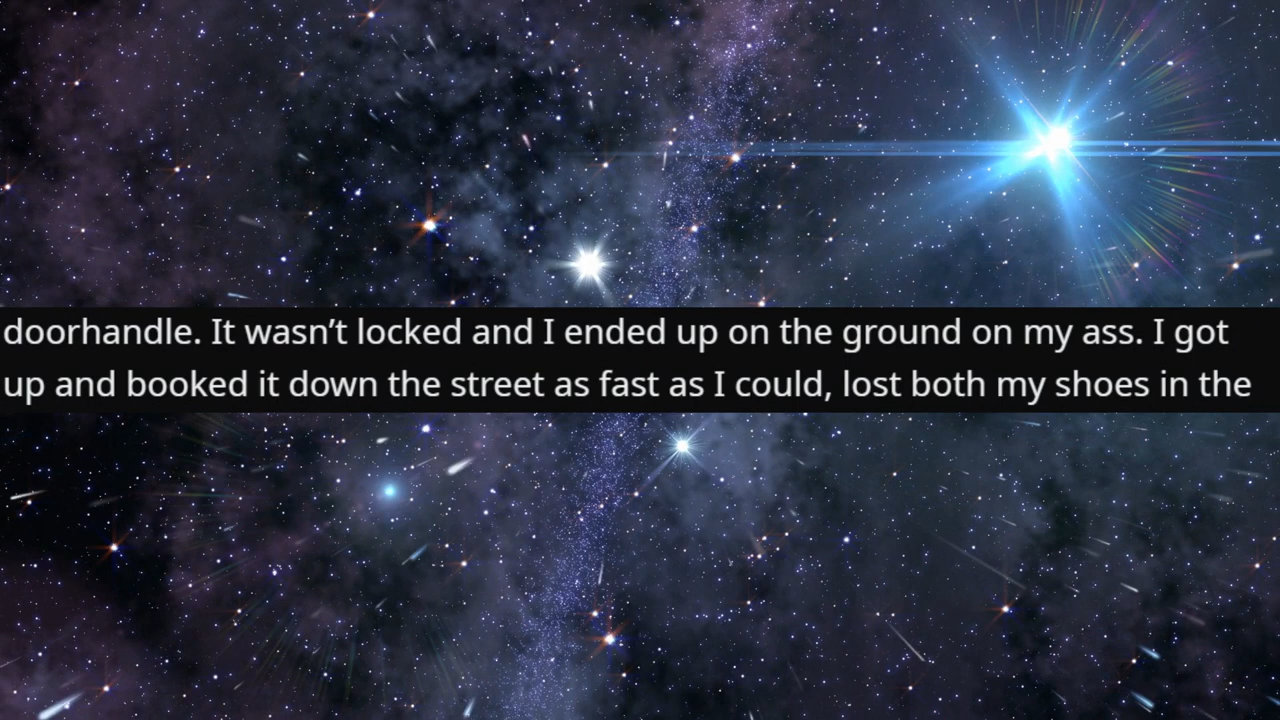 doorhandle. It wasn’t locked and I ended up on the ground on my ass. I got
up and booked it down the street as fast as I could, lost both my shoes in the